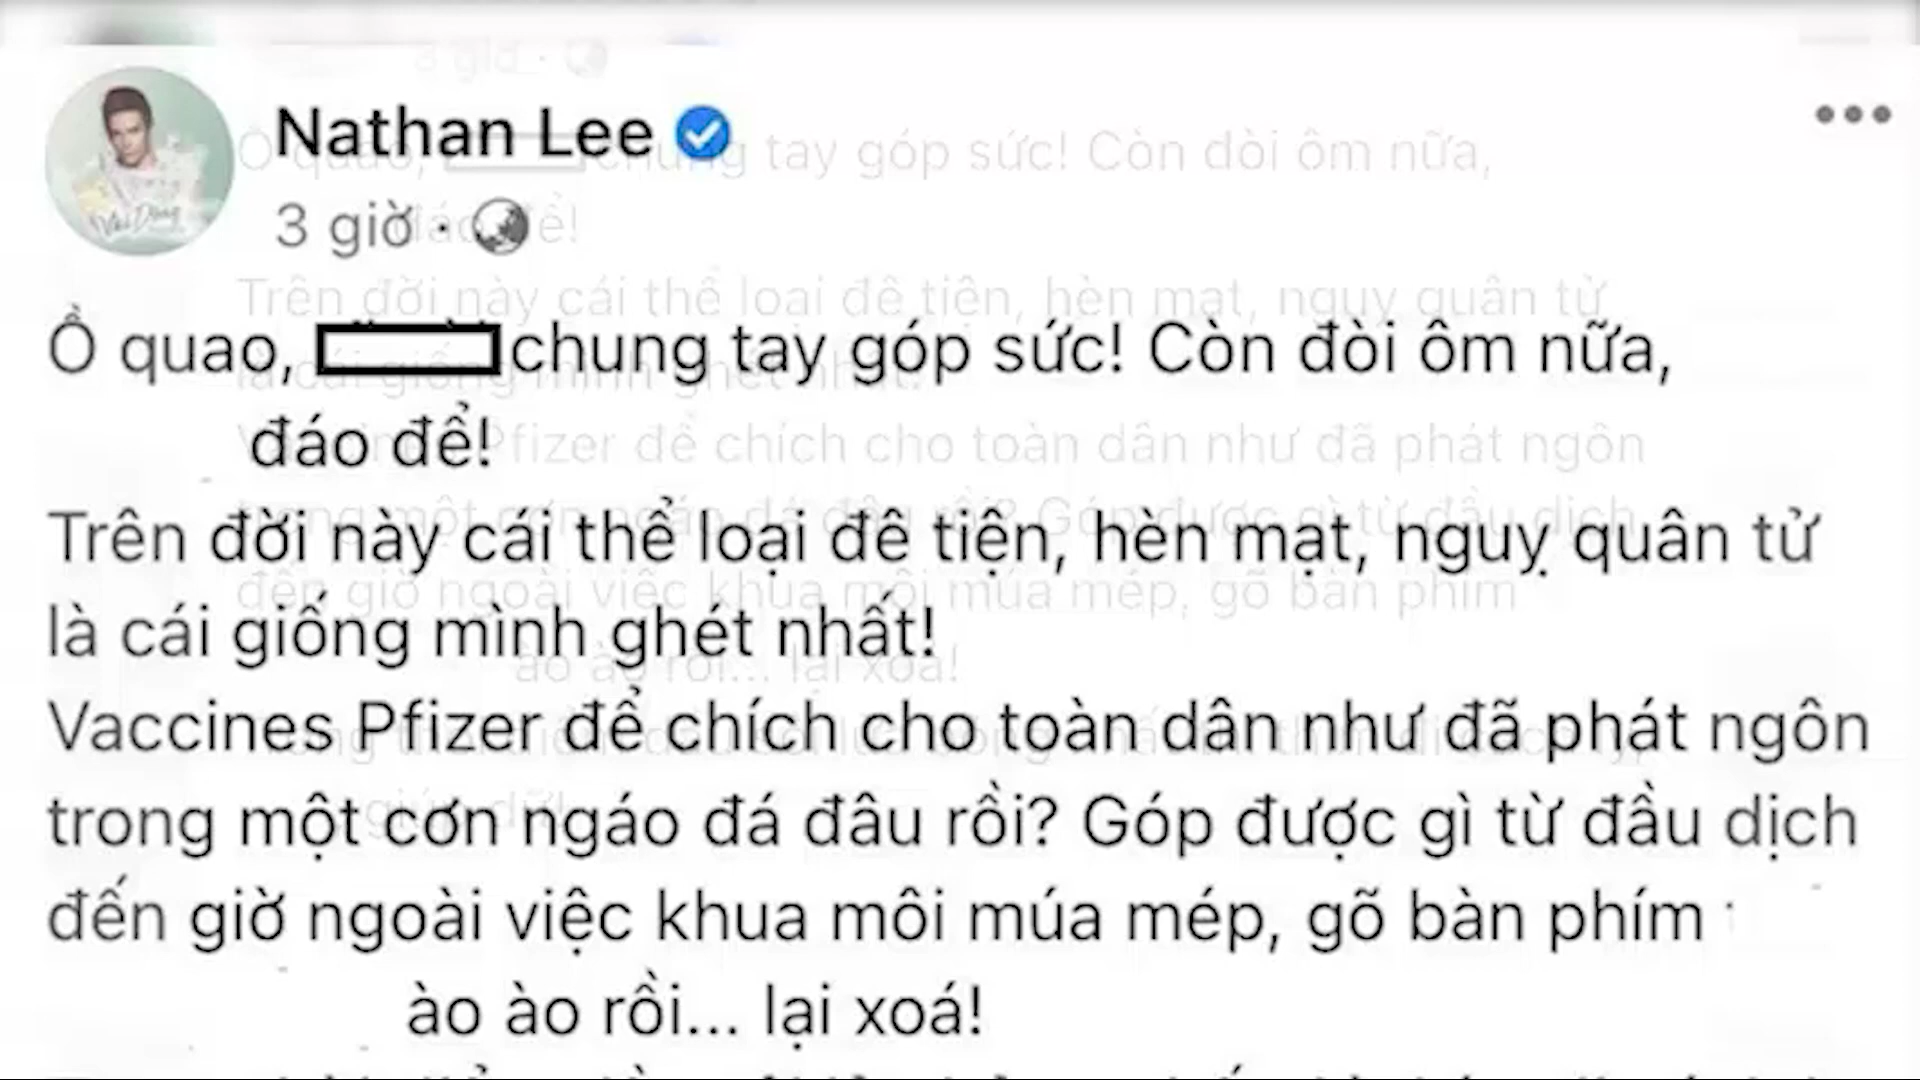 Nathan Lee
3 giờ ·
Ồ quao, chung tay góp sức! Còn đòi ôm nữa,
đáo để!
Trên đời này cái thể loại đê tiện, hèn mạt, nguỵ quân tử
là cái giống mình ghét nhất!
Vaccines Pfizer để chích cho toàn dân như đã phát ngôn
trong một cơn ngáo đá đâu rồi? Góp được gì từ đầu dịch
đến giờ ngoài việc khua môi múa mép, gõ bàn phím
ào ào rồi... lại xoá!